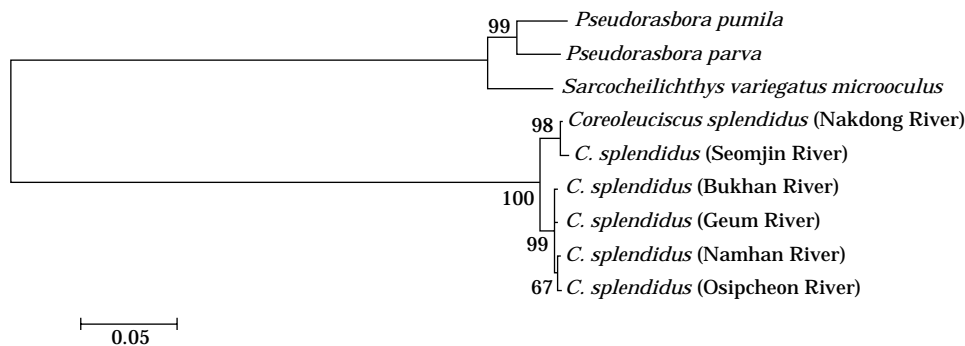 Pseudorasbora pumila
99
Pseudorasbora parva
Sarcocheilichthys variegatus microoculus
Coreoleuciscus splendidus (Nakdong River)
98
C. splendidus (Seomjin River)
C. splendidus (Bukhan River)
100
C. splendidus (Geum River)
99
C. splendidus (Namhan River)
67
C. splendidus (Osipcheon River)
0.05